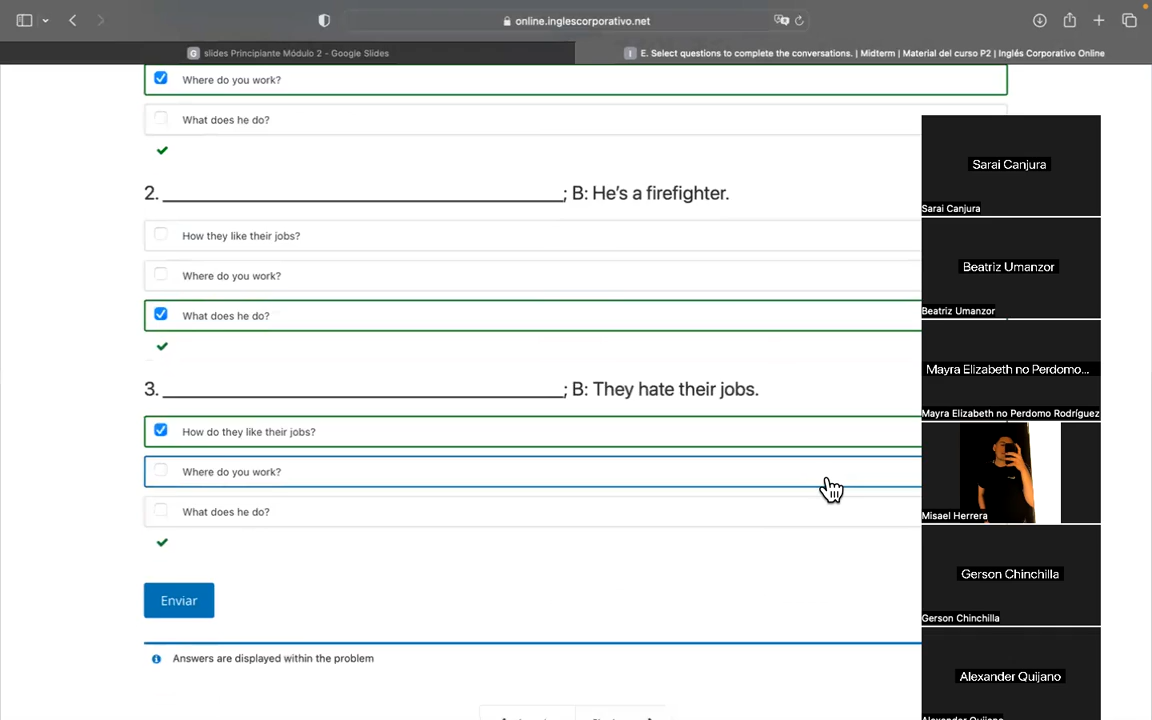 online.inglescorporativo.net
G slides Principiante Módulo 2 - Google Slides
I E. Select questions to complete the conversations. | Midterm | Material del curso P2 | Inglés Corporativo Online
Where do you work?
What does he do?
2. ____________________; B: He's a firefighter.
How they like their jobs?
Where do you work?
What does he do?
3. ____________________; B: They hate their jobs.
How do they like their jobs?
Where do you work?
What does he do?
Enviar
Answers are displayed within the problem
Sarai Canjura
Sarai Canjura
Beatriz Umanzor
Beatriz Umanzor
Mayra Elizabeth no Perdomo...
Mayra Elizabeth no Perdomo Rodríguez
Misael Herrera
Gerson Chinchilla
Gerson Chinchilla
Alexander Quijano
Alexander Quijano